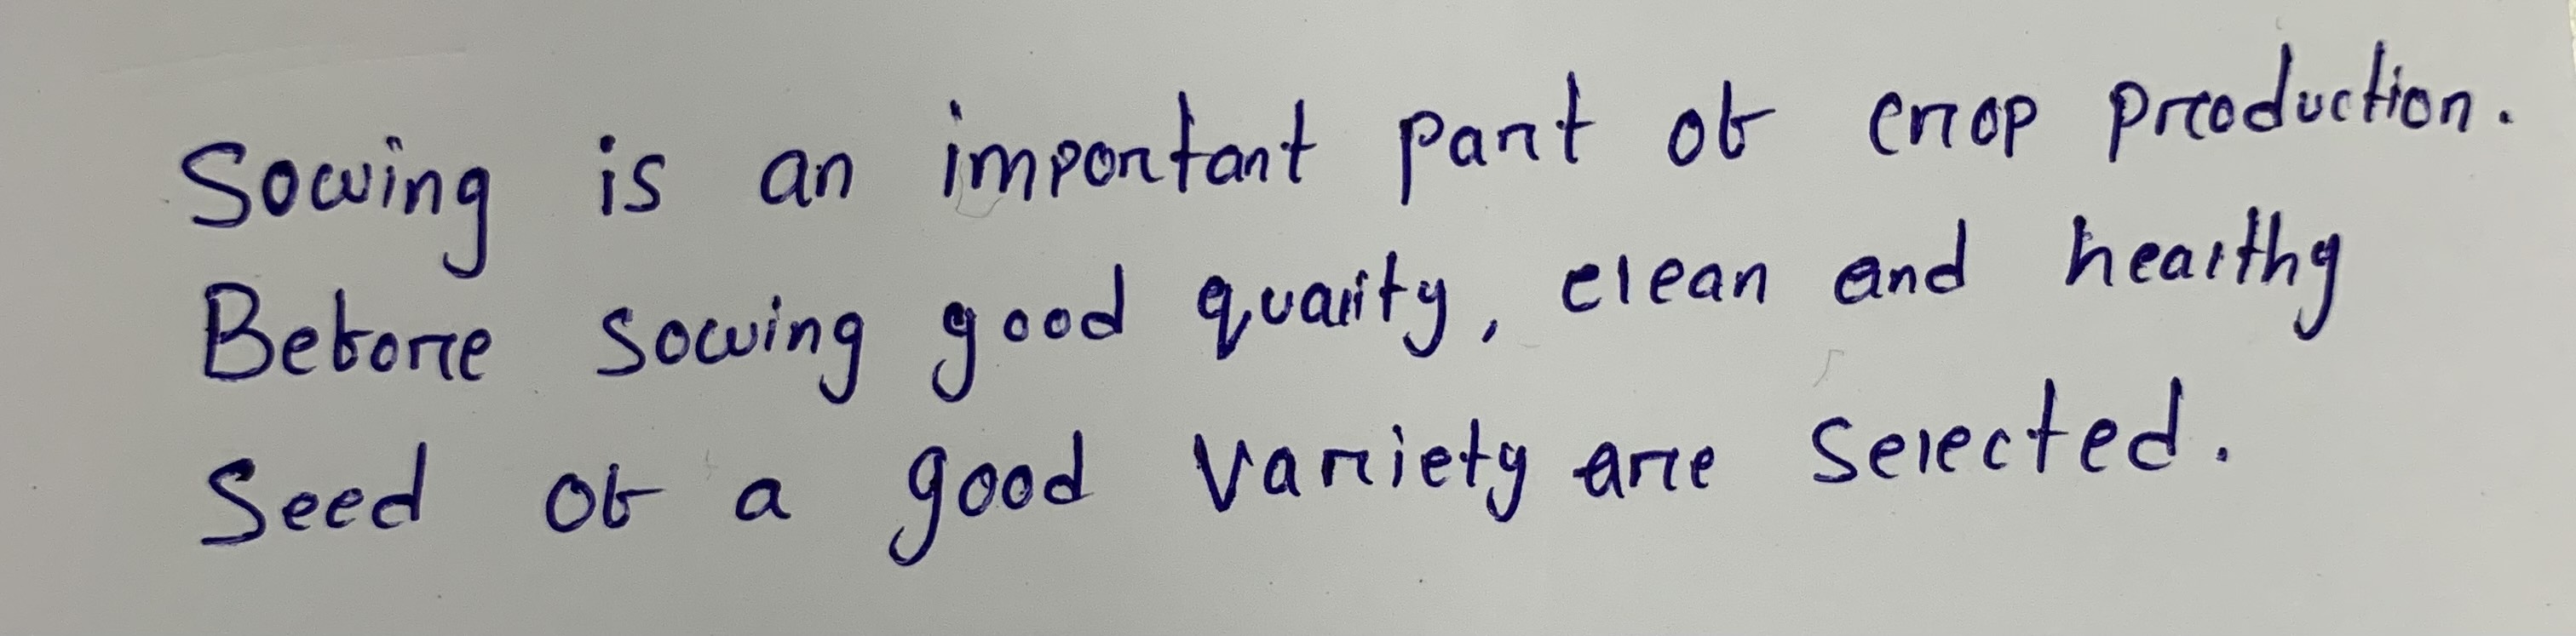 Sowing is an important part of crop production.
Before sowing good quality, clean and healthy
Seed of a good variety are selected.